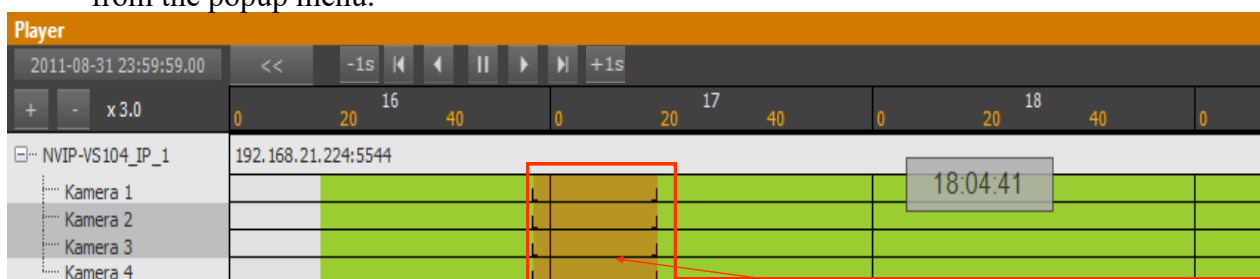 from the popup menu.
Player
2011-08-31 23:59:59.00 << -1s +1s
+ - x 3.0
16 17 18
0 20 40 0 20 40 0 20 40 0
NVIP-VS104_IP_1 192.168.21.224:5544
Kamera 1 18:04:41
Kamera 2
Kamera 3
Kamera 4